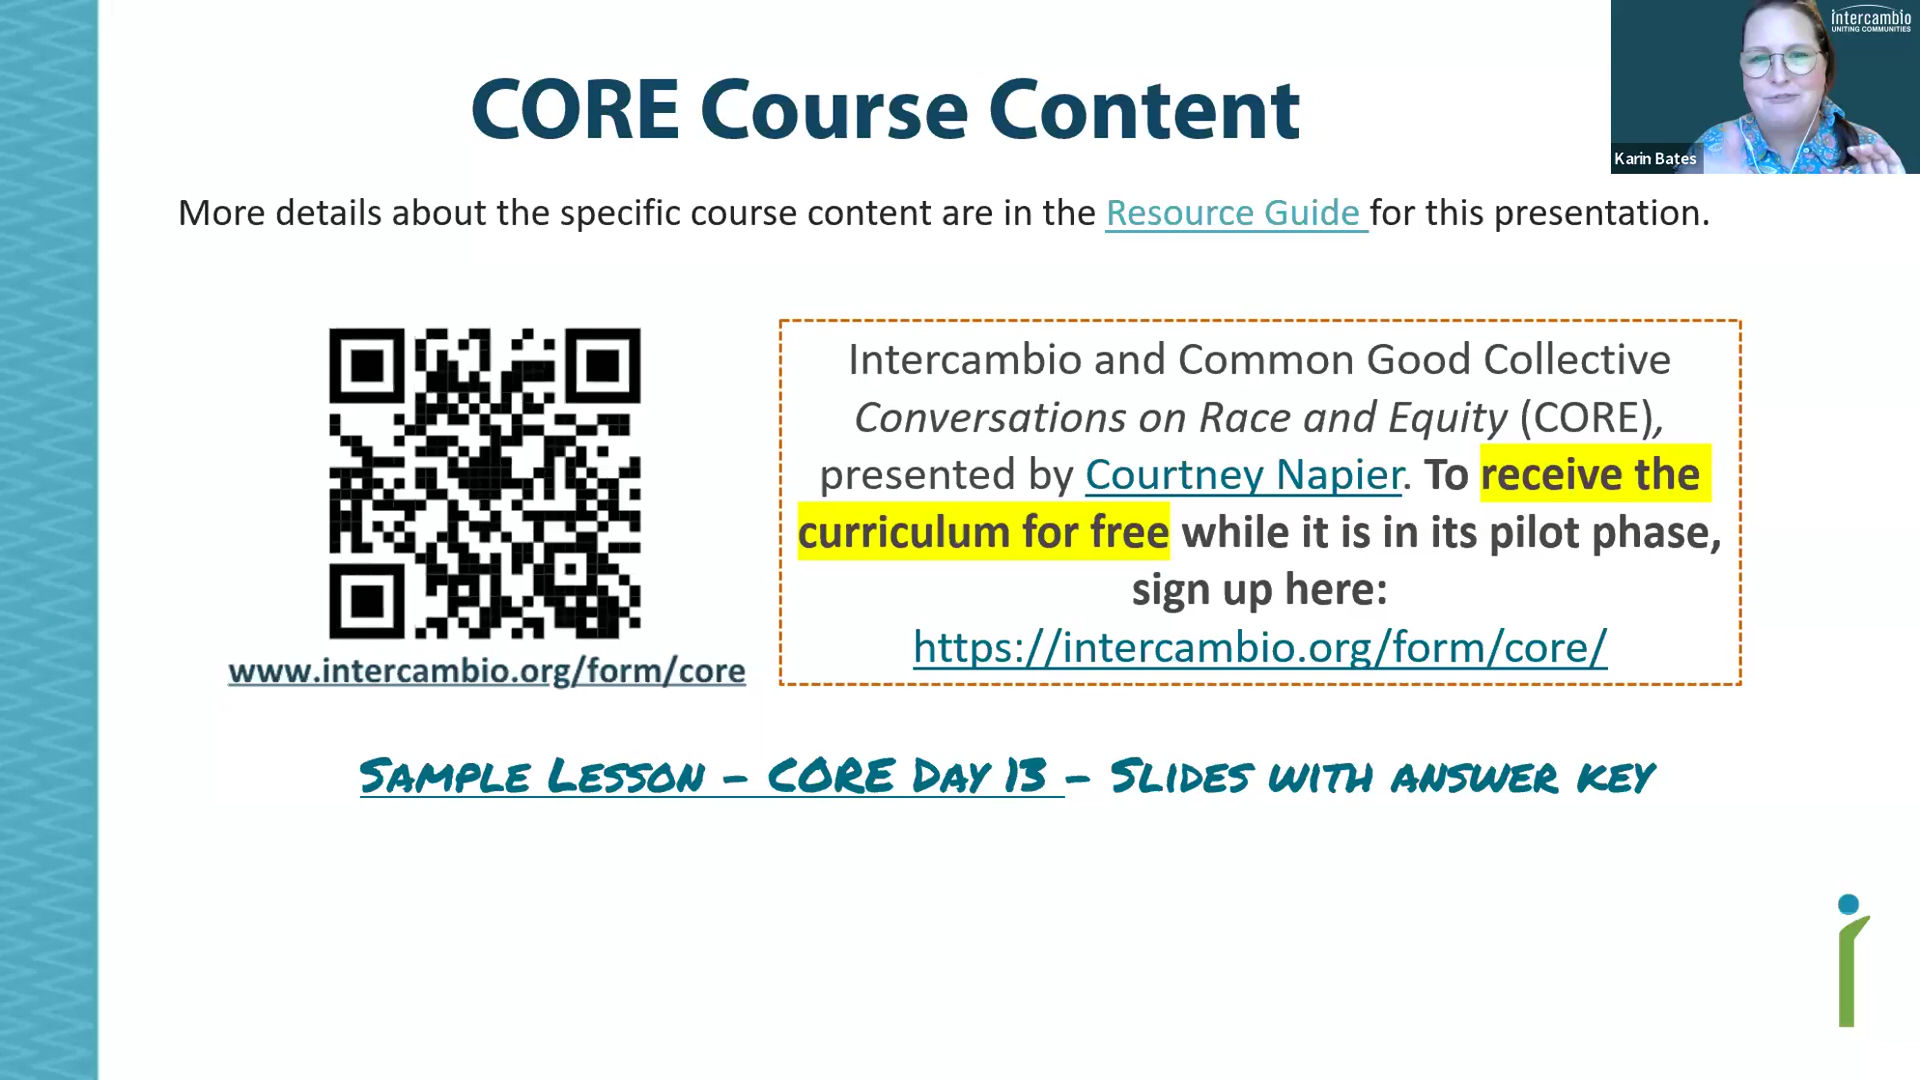 CORE Course Content
intercambio
UNITING COMMUNITIES
Karin Bates
More details about the specific course content are in the Resource Guide for this presentation.
Intercambio and Common Good Collective
Conversations on Race and Equity (CORE),
presented by Courtney Napier. To receive the
curriculum for free while it is in its pilot phase,
sign up here:
https://intercambio.org/form/core/
www.intercambio.org/form/core
Sample Lesson - CORE Day 13 - Slides with answer key